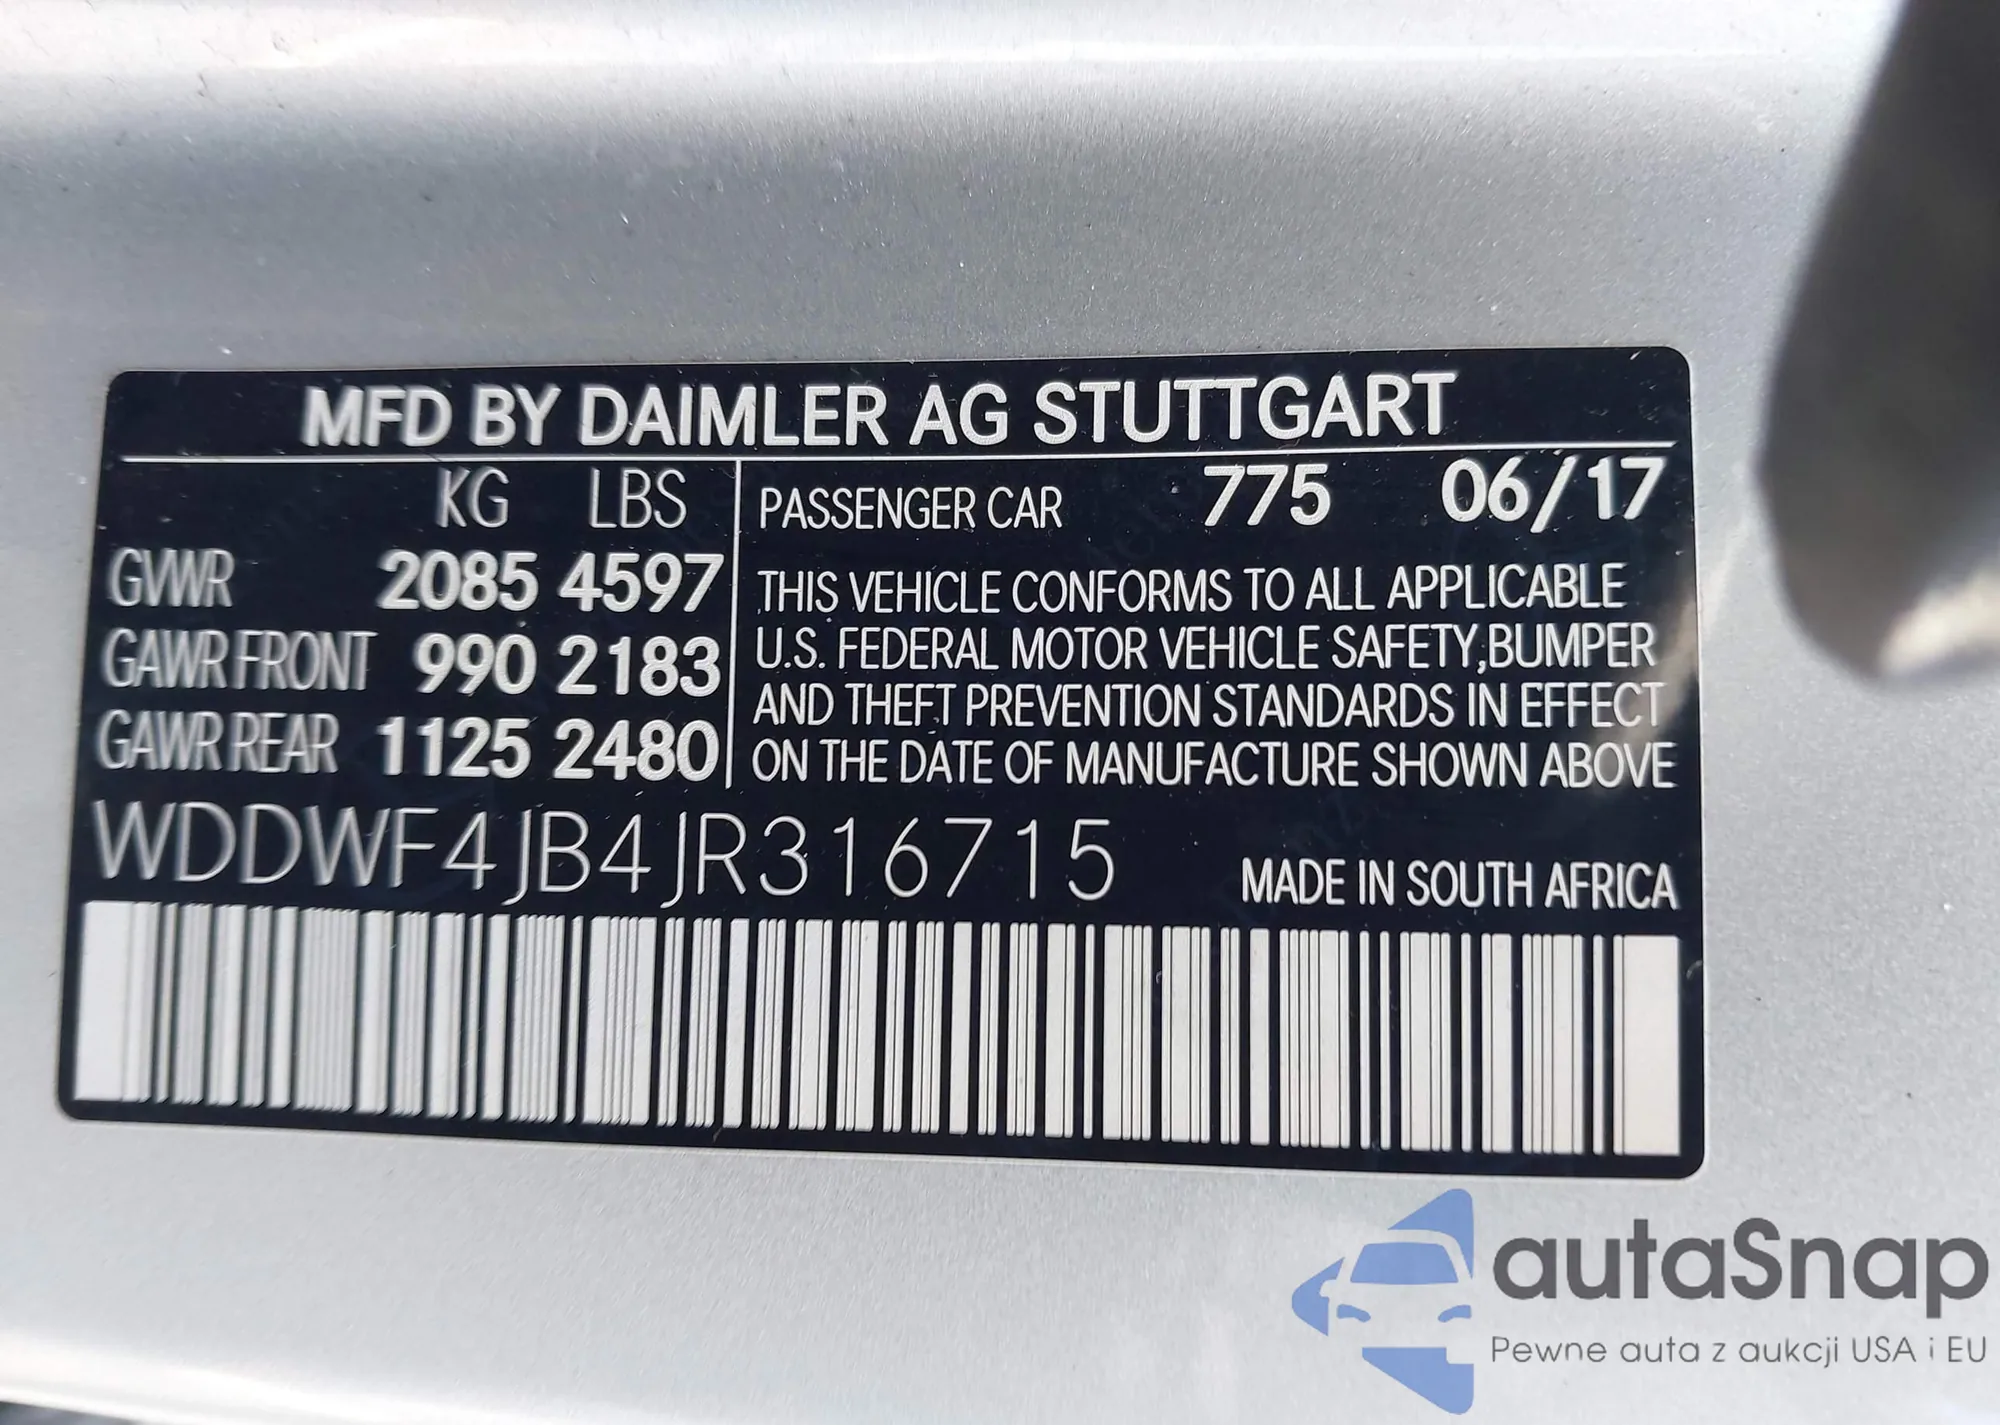 MFD BY DAIMLER AG STUTTGART
KG LBS
GVWR 2085 4597
GAWR FRONT 990 2183
GAWR REAR 1125 2480
PASSENGER CAR 775 06/17
THIS VEHICLE CONFORMS TO ALL APPLICABLE
U.S. FEDERAL MOTOR VEHICLE SAFETY,BUMPER
AND THEFT PREVENTION STANDARDS IN EFFECT
ON THE DATE OF MANUFACTURE SHOWN ABOVE
WDDWF4JB4JR316715
MADE IN SOUTH AFRICA
autaSnap
Pewne auta z aukcji USA i EU